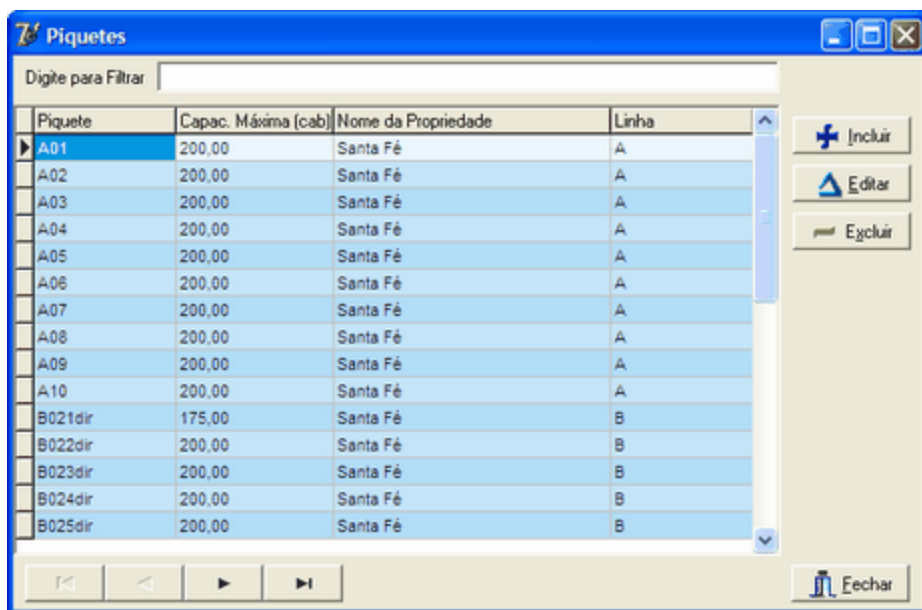 Piquetes
Digite para Filtrar
Piquete Capac. Máxima (cab) Nome da Propriedade Linha
A01 200,00 Santa Fé A
A02 200,00 Santa Fé A
A03 200,00 Santa Fé A
A04 200,00 Santa Fé A
A05 200,00 Santa Fé A
A06 200,00 Santa Fé A
A07 200,00 Santa Fé A
A08 200,00 Santa Fé A
A09 200,00 Santa Fé A
A10 200,00 Santa Fé A
B021dir 175,00 Santa Fé B
B022dir 200,00 Santa Fé B
B023dir 200,00 Santa Fé B
B024dir 200,00 Santa Fé B
B025dir 200,00 Santa Fé B
Incluir
Editar
Excluir
Fechar